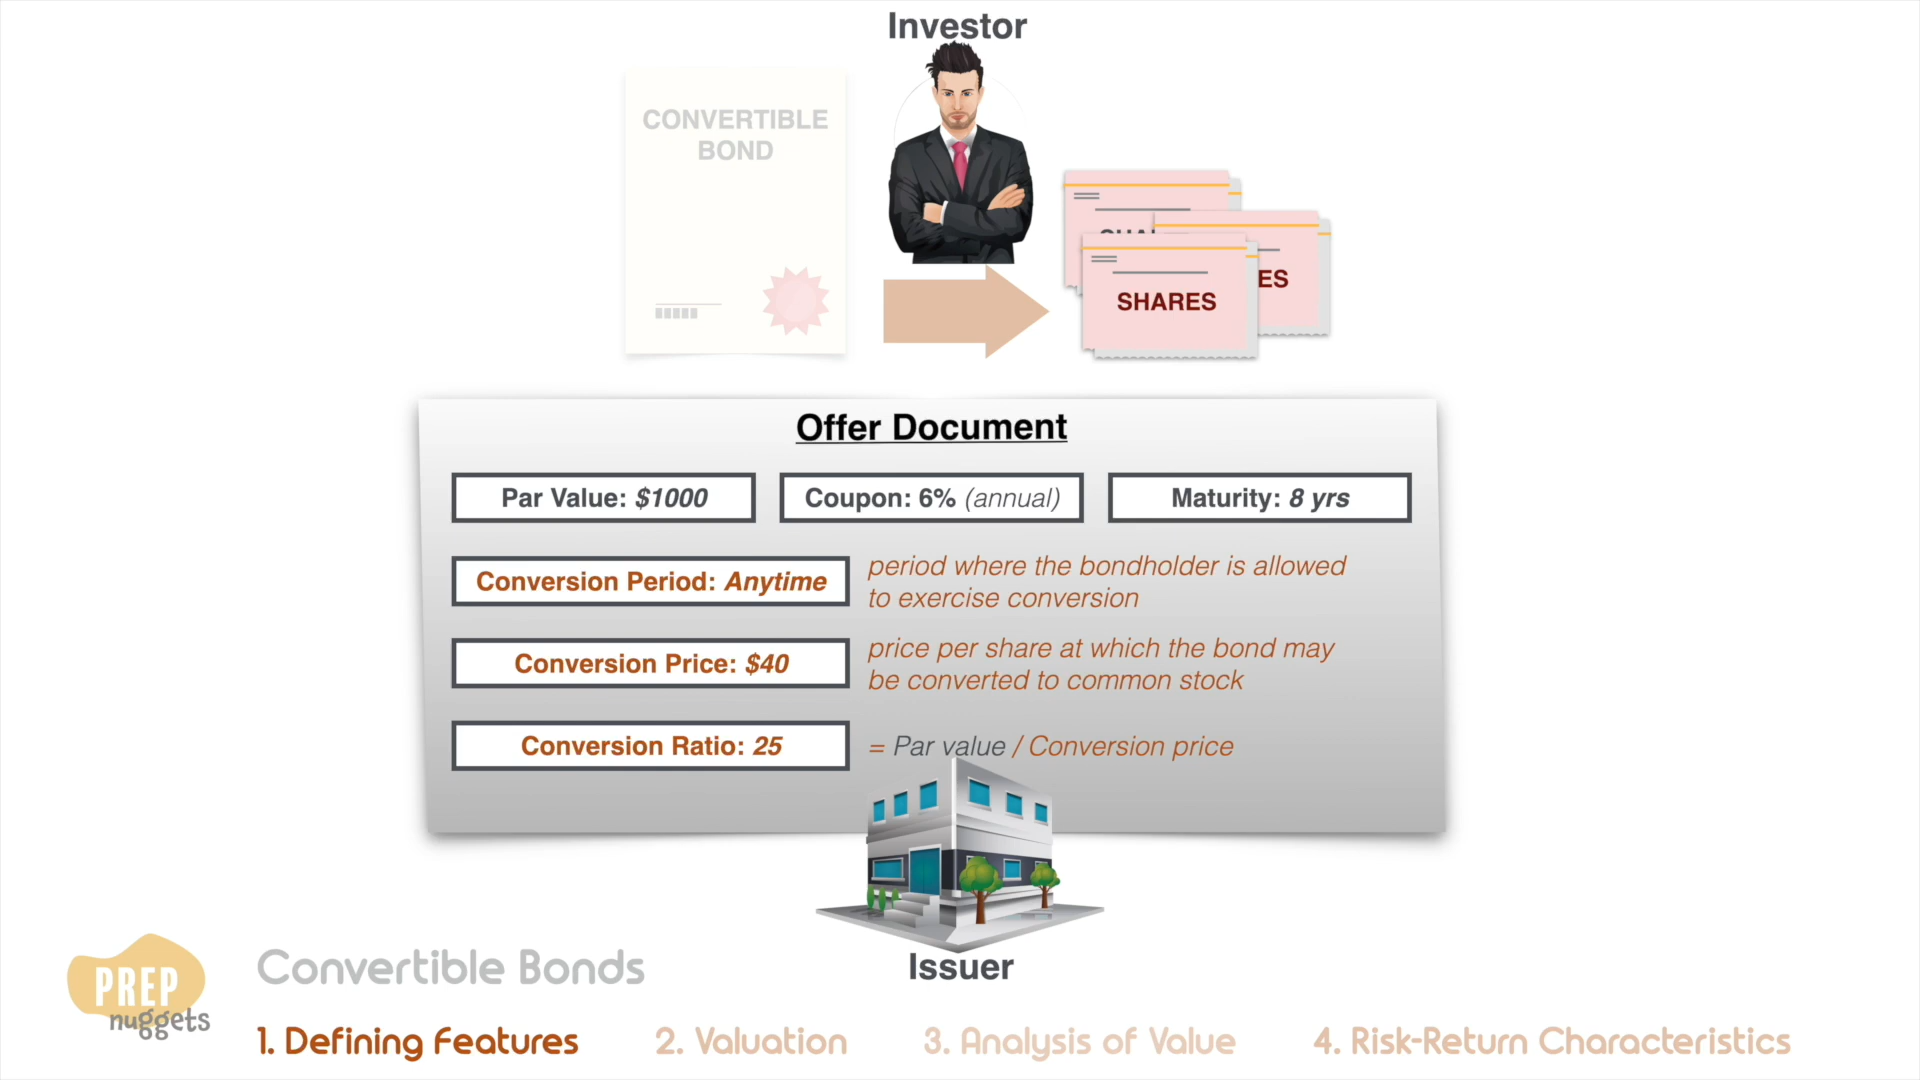 Investor
CONVERTIBLE
BOND
SHARES
Offer Document
Par Value: $1000
Coupon: 6% (annual)
Maturity: 8 yrs
Conversion Period: Anytime
period where the bondholder is allowed
to exercise conversion
Conversion Price: $40
price per share at which the bond may
be converted to common stock
Conversion Ratio: 25
= Par value / Conversion price
Issuer
PREP
nuggets
Convertible Bonds
1. Defining Features
2. Valuation
3. Analysis of Value
4. Risk-Return Characteristics